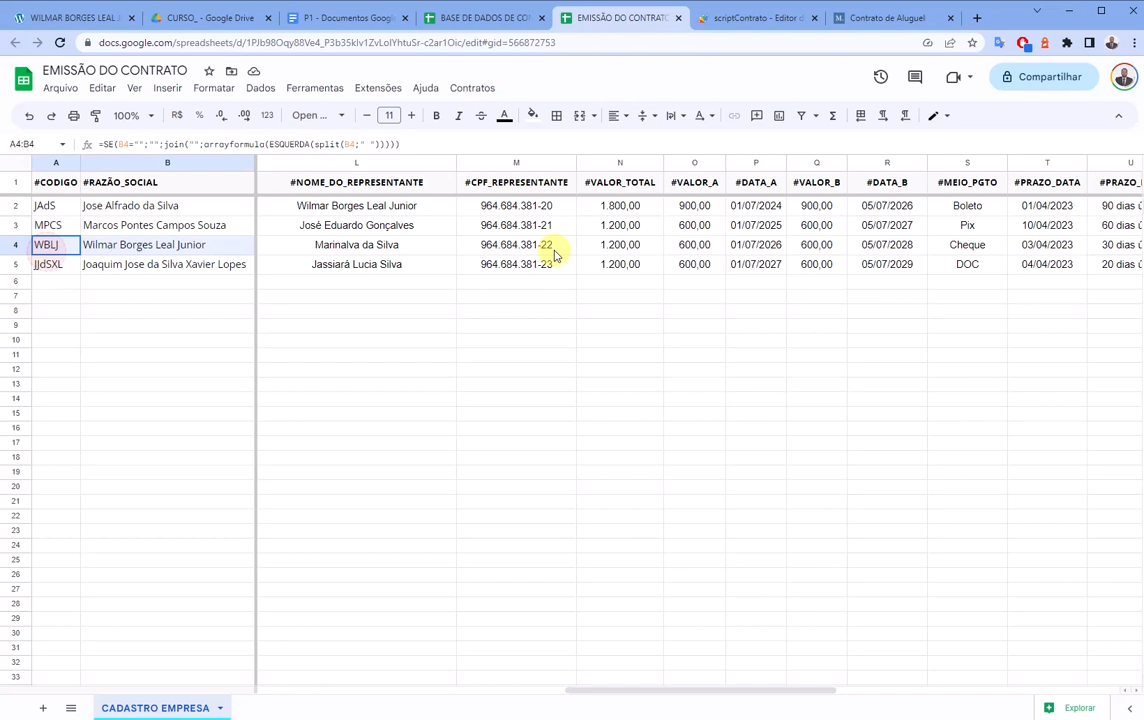 WILMAR BORGES LEAL J
CURSO_ - Google Drive
P1 - Documentos Googl
BASE DE DADOS DE CO
EMISSÃO DO CONTRATO
scriptContrato - Editor d
Contrato de Aluguel
docs.google.com/spreadsheets/d/1PJb98Oqy88Ve4_P3b35klv1ZvLolYhtuSr-c2ar1Oic/edit#gid=566872753
EMISSÃO DO CONTRATO
Compartilhar
Arquivo Editar Ver Inserir Formatar Dados Ferramentas Extensões Ajuda Contratos
100% R$ % .0 .00 123 Open ... 11 B I S A
A4:B4 fx =SE(B4="";"";join("";arrayformula(ESQUERDA(split(B4;" ")))))
A B L M N O P Q R S T U
1 #CODIGO #RAZÃO_SOCIAL #NOME_DO_REPRESENTANTE #CPF_REPRESENTANTE #VALOR_TOTAL #VALOR_A #DATA_A #VALOR_B #DATA_B #MEIO_PGTO #PRAZO_DATA #PRAZO_
2 JAdS Jose Alfrado da Silva Wilmar Borges Leal Junior 964.684.381-20 1.800,00 900,00 01/07/2024 900,00 05/07/2026 Boleto 01/04/2023 90 dias ú
3 MPCS Marcos Pontes Campos Souza José Eduardo Gonçalves 964.684.381-21 1.200,00 600,00 01/07/2025 600,00 05/07/2027 Pix 10/04/2023 60 dias ú
4 WBLJ Wilmar Borges Leal Junior Marinalva da Silva 964.684.381-22 1.200,00 600,00 01/07/2026 600,00 05/07/2028 Cheque 03/04/2023 30 dias ú
5 JJdSXL Joaquim Jose da Silva Xavier Lopes Jassiará Lucia Silva 964.684.381-23 1.200,00 600,00 01/07/2027 600,00 05/07/2029 DOC 04/04/2023 20 dias ú
6
7
8
9
10
11
12
13
14
15
16
17
18
19
20
21
22
23
24
25
26
27
28
29
30
31
32
33
CADASTRO EMPRESA
Explorar